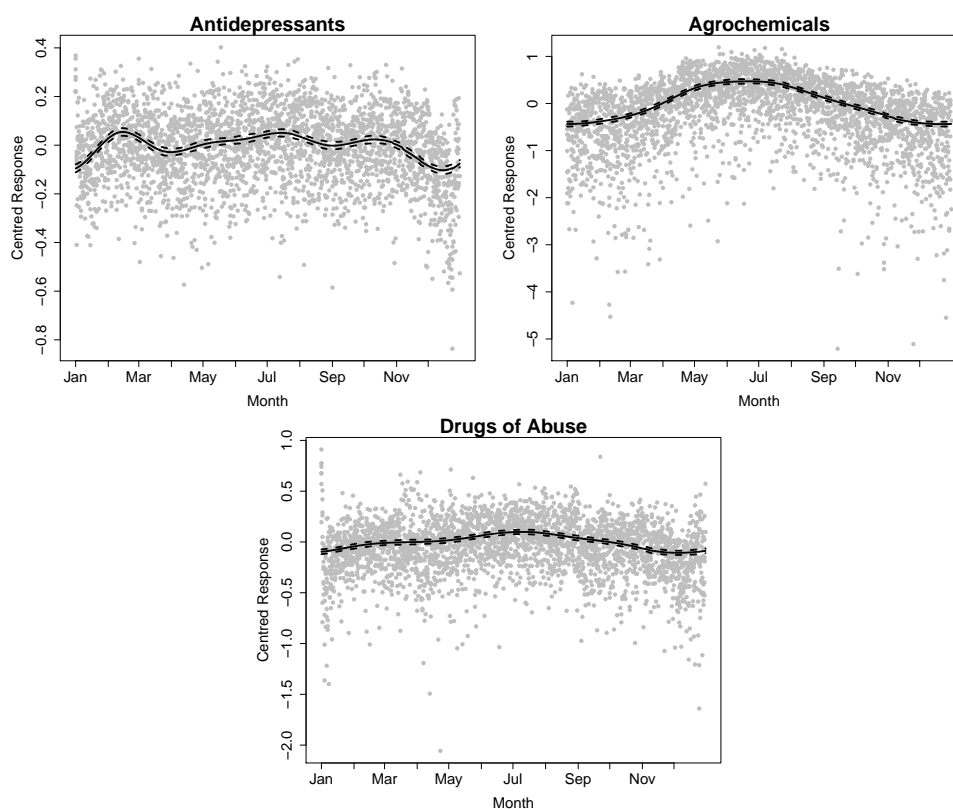 Antidepressants
Centred Response
0.4
0.2
0.0
−0.2
−0.4
−0.6
−0.8
Jan Mar May Jul Sep Nov
Month
Agrochemicals
Centred Response
1
0
−1
−2
−3
−4
−5
Jan Mar May Jul Sep Nov
Month
Drugs of Abuse
Centred Response
1.0
0.5
0.0
−0.5
−1.0
−1.5
−2.0
Jan Mar May Jul Sep Nov
Month